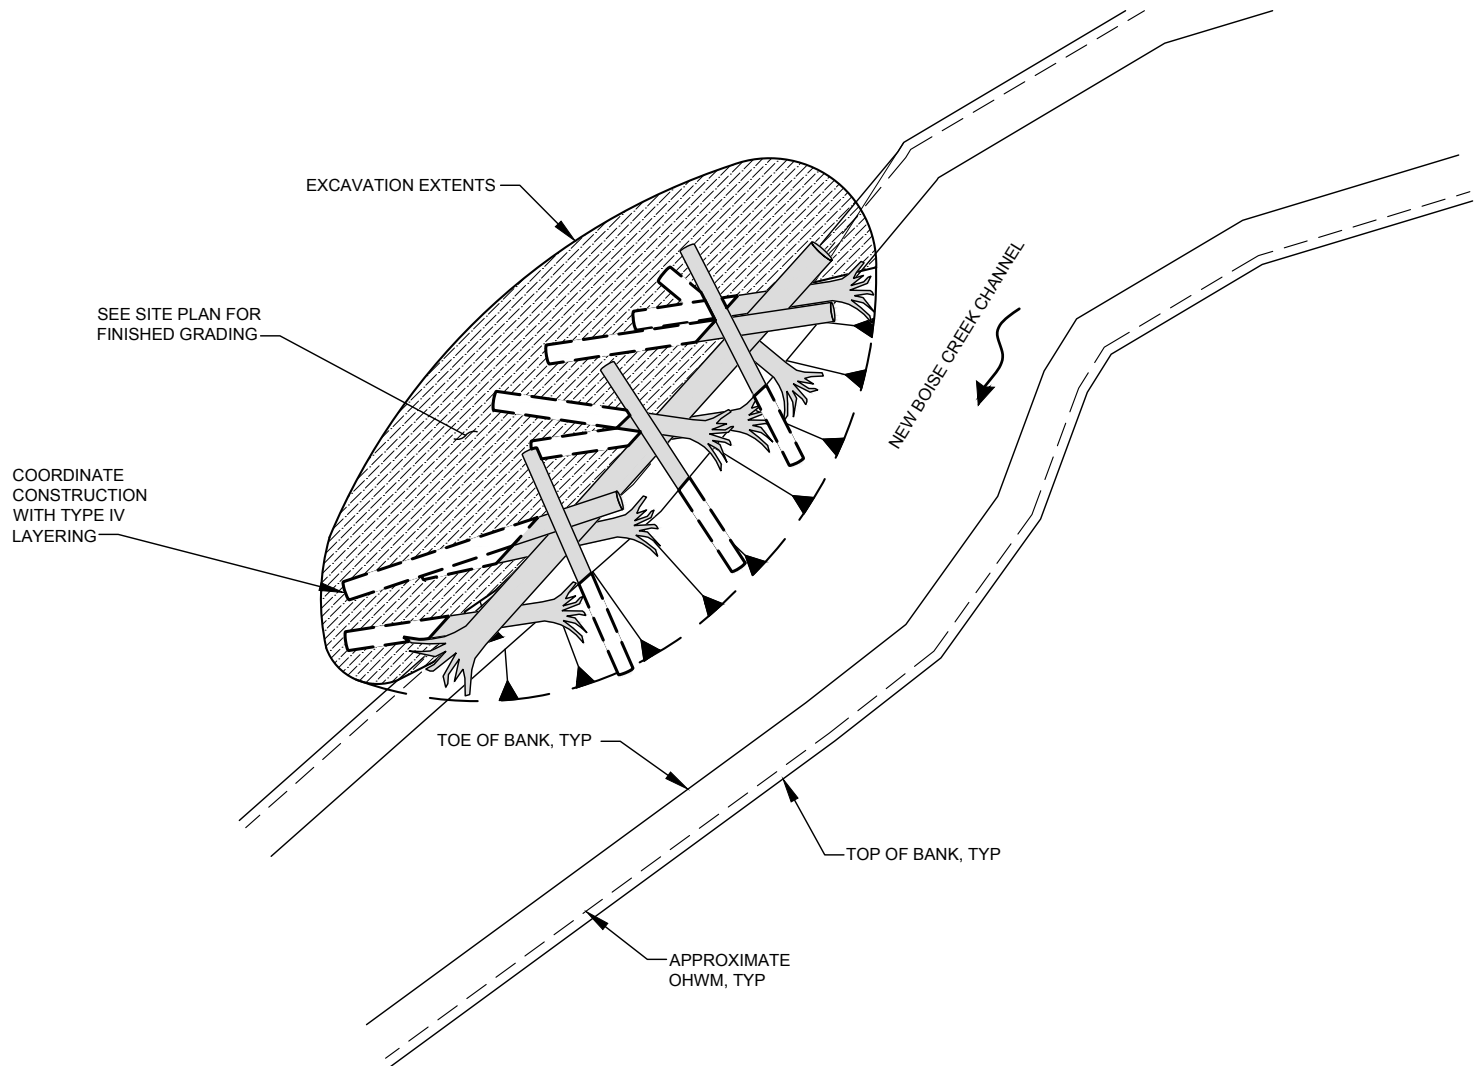 EXCAVATION EXTENTS
SEE SITE PLAN FOR
FINISHED GRADING
COORDINATE
CONSTRUCTION
WITH TYPE IV
LAYERING
NEW BOISE CREEK CHANNEL
TOE OF BANK, TYP
TOP OF BANK, TYP
APPROXIMATE
OHWM, TYP